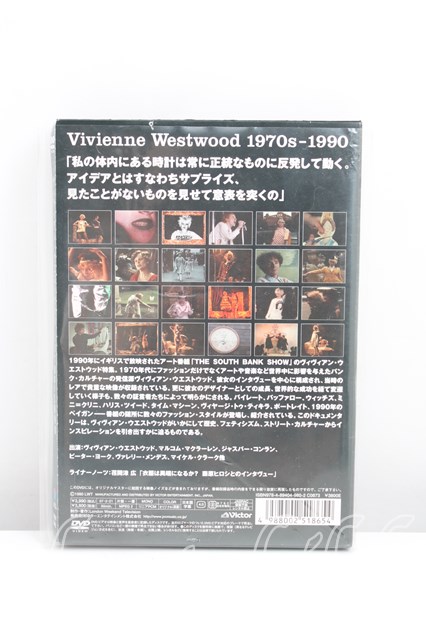 Vivienne Westwood 1970s-1990
「私の体内にある時計は常に正統なものに反発して動く。
アイデアとはすなわちサプライズ、
見たことがないものを見せて意表を突くの」
1990年にイギリスで放映されたアート番組「THE SOUTH BANK SHOW」のヴィヴィアン・ウ
エストウッド特集。1970年代にファッションだけでなくアートや音楽など世界中に影響を与えたパン
ク・カルチャーの発信源ヴィヴィアン・ウエストウッド。彼女のインタヴューを中心に構成され、当時の
レアで貴重な映像が収録されている。更に彼女のデザイナーとしての成長、世界的な成功を経て変遷
していく様子も、数々の証言者たちによって明らかにされる。パイレート、バッファロー、ウィッチズ、ミ
ニ=クリニ、ハリス・ツイード、タイム・マシーン、ヴォヤージ・トゥ・ティキラ、ポートレイト、1990年の
ペイガン——番組の随所に数々のファッション・スタイルが登場し、紹介されている。このドキュメンタ
リーは、ヴィヴィアン・ウエストウッドがいかにして歴史、フェティシズム、ストリート・カルチャーからイ
ンスピレーションを引き出すかに迫るものでもある。
出演:ヴィヴィアン・ウエストウッド、マルコム・マクラーレン、ジャスパー・コンラン、
ピーター・ヨーク、ヴァレリー・メンデス、マイケル・クラーク他
ライナーノーツ:
ISBN978-4-89404-990-2 C0873
4 988002 518654
DVD
Victor